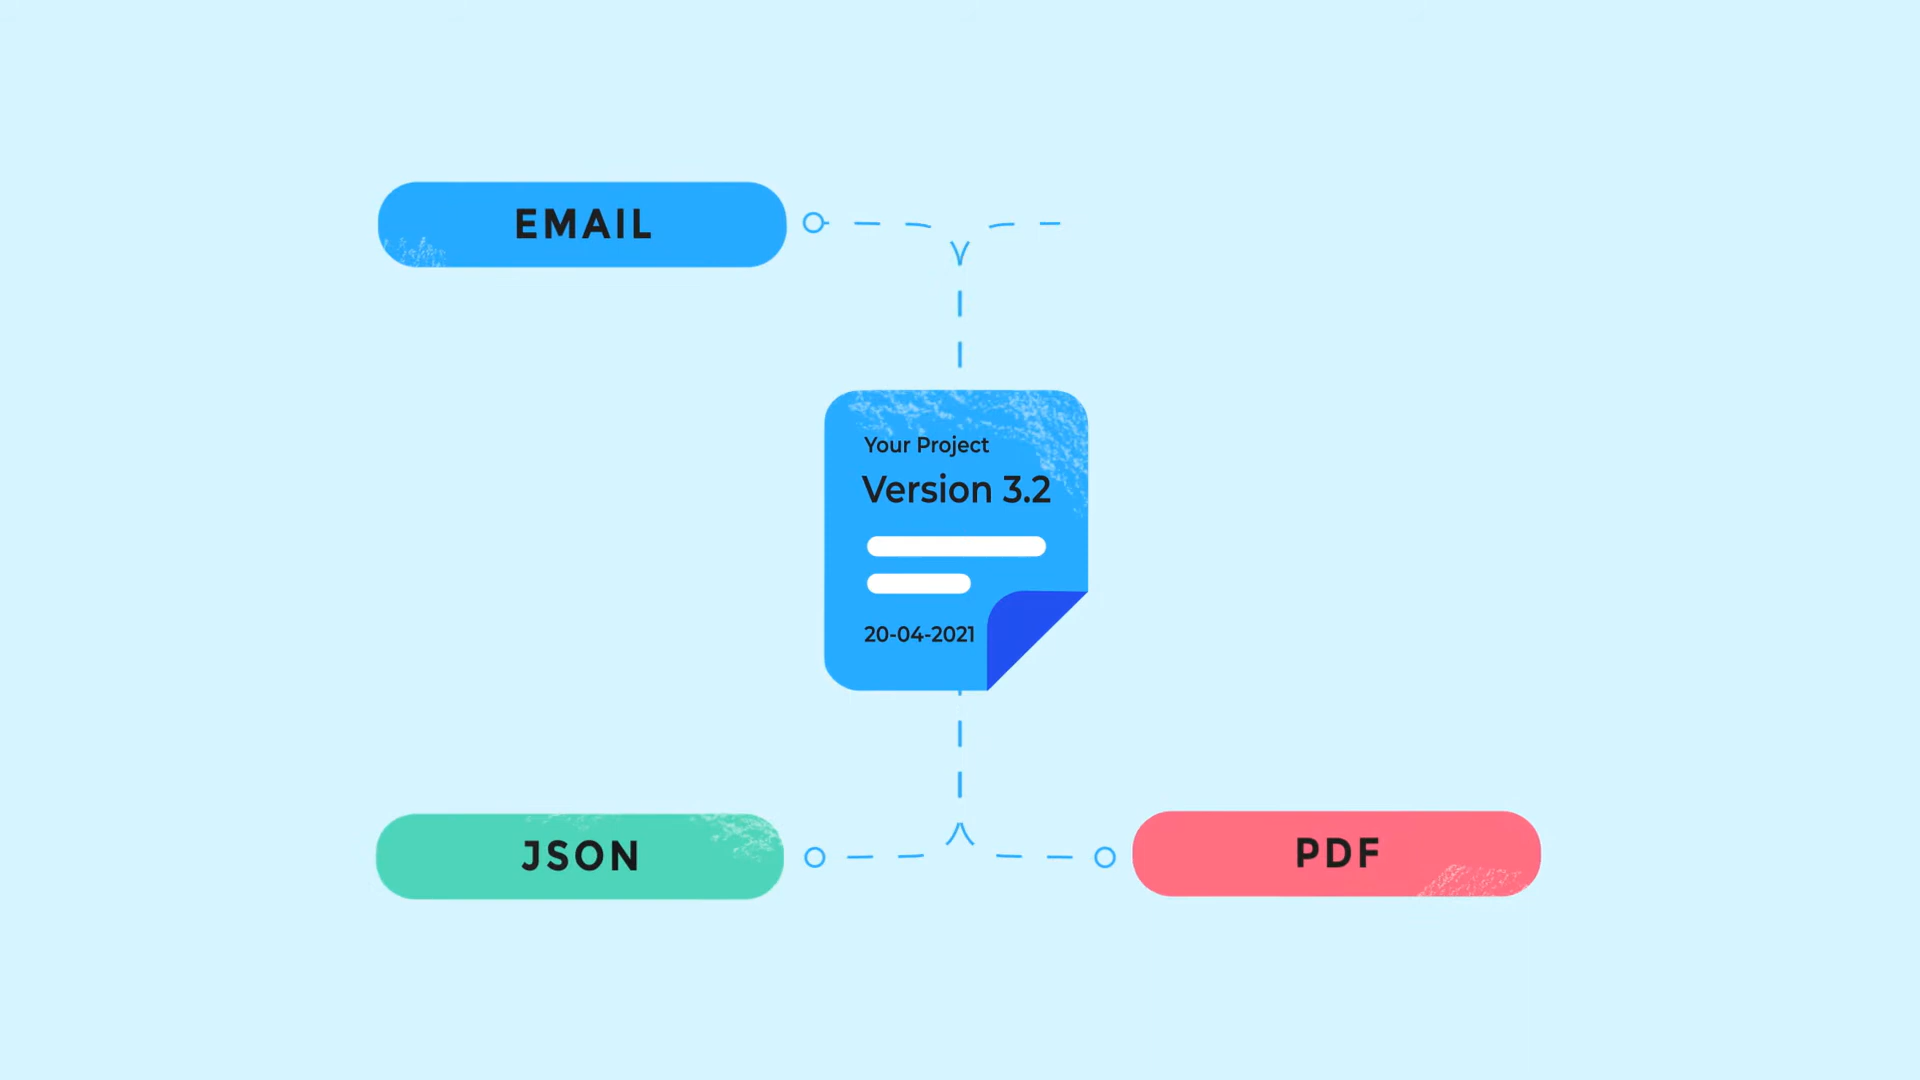 EMAIL
Your Project
Version 3.2
20-04-2021
JSON
PDF